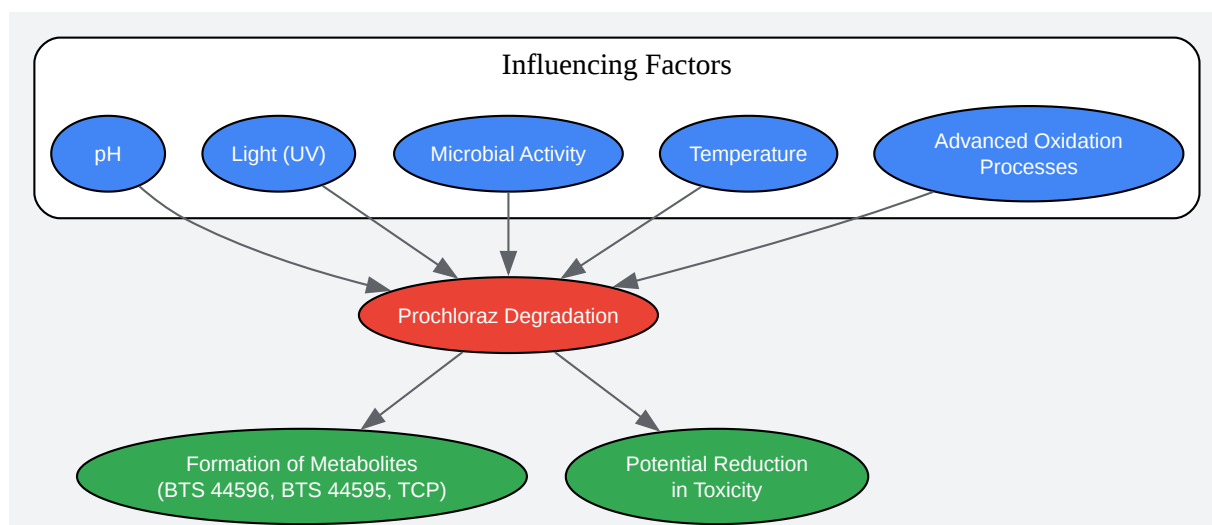 Influencing Factors
pH
Light (UV)
Microbial Activity
Temperature
Advanced Oxidation
Processes
Prochloraz Degradation
Formation of Metabolites
(BTS 44596, BTS 44595, TCP)
Potential Reduction
in Toxicity